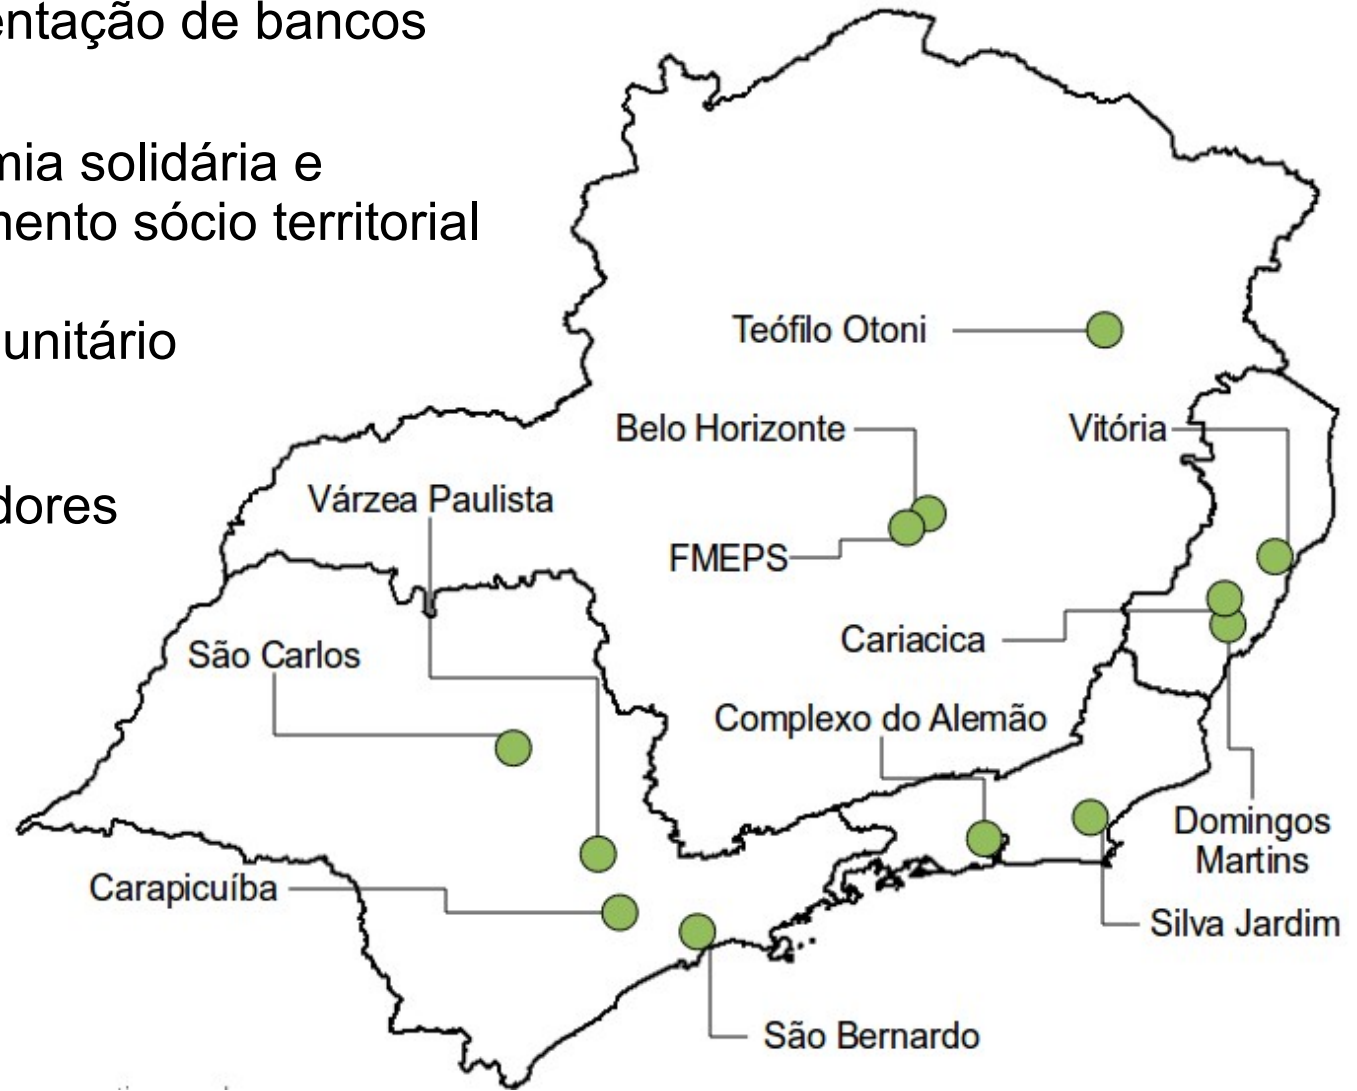 entação de bancos
mia solidária e
mento sócio territorial
unitário
dores
Teófilo Otoni
Belo Horizonte
Vitória
Várzea Paulista
FMEPS
São Carlos
Cariacica
Complexo do Alemão
Domingos
Martins
Carapicuíba
Silva Jardim
São Bernardo